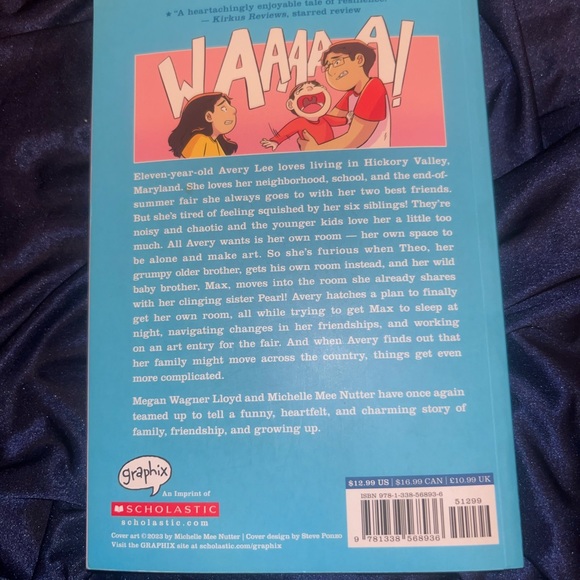 ★ "A heartachingly enjoyable tale of resilience."
— Kirkus Reviews, starred review
WAAAAA!
Eleven-year-old Avery Lee loves living in Hickory Valley,
Maryland. She loves her neighborhood, school, and the end-of-
summer fair she always goes to with her two best friends.
But she's tired of feeling squished by her six siblings! They're
noisy and chaotic and the younger kids love her a little too
much. All Avery wants is her own room — her own space to
be alone and make art. So she's furious when Theo, her
grumpy older brother, gets his own room instead, and her wild
baby brother, Max, moves into the room she already shares
with her clinging sister Pearl! Avery hatches a plan to finally
get her own room, all while trying to get Max to sleep at
night, navigating changes in her friendships, and working
on an art entry for the fair. And when Avery finds out that
her family might move across the country, things get even
more complicated.
Megan Wagner Lloyd and Michelle Mee Nutter have once again
teamed up to tell a funny, heartfelt, and charming story of
family, friendship, and growing up.
graphix
An Imprint of
SCHOLASTIC
scholastic.com
Cover art ©2023 by Michelle Mee Nutter | Cover design by Steve Ponzo
Visit the GRAPHIX site at scholastic.com/graphix
$12.99 US | $16.99 CAN | £10.99 UK
ISBN 978-1-338-56893-6
51299
9 781338 568936